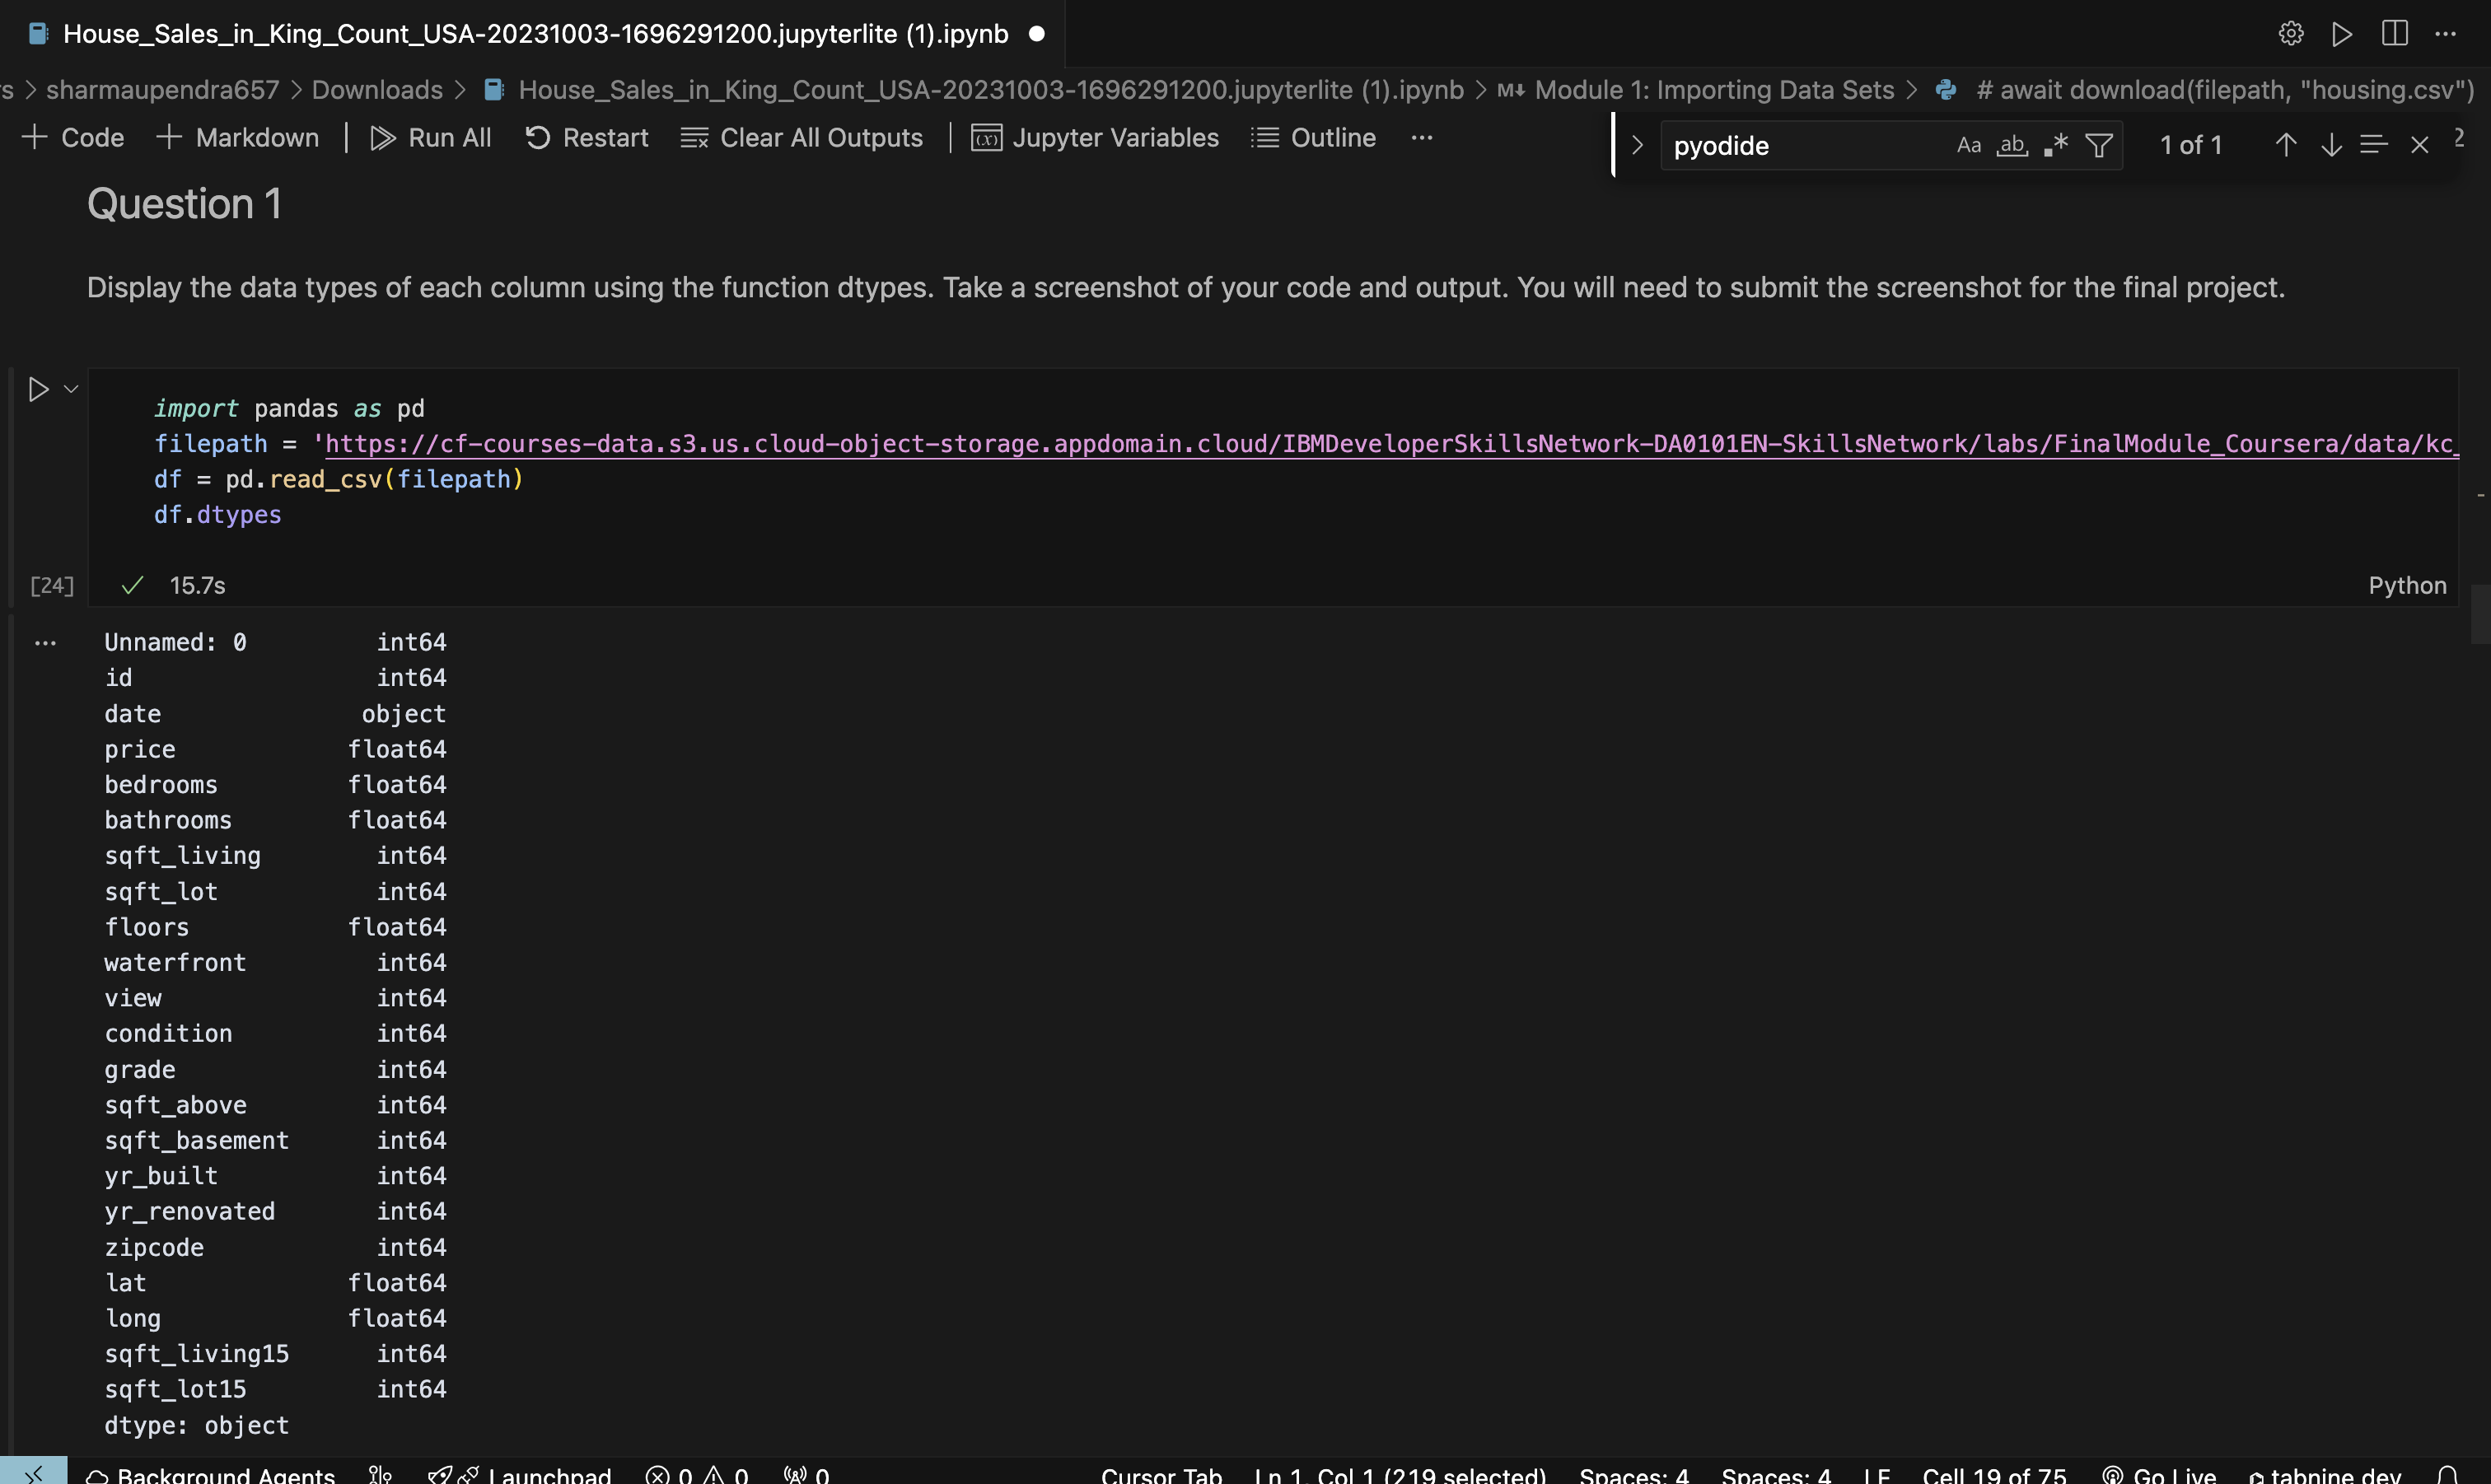 House_Sales_in_King_Count_USA-20231003-1696291200.jupyterlite (1).ipynb
s > sharmaupendra657 > Downloads > House_Sales_in_King_Count_USA-20231003-1696291200.jupyterlite (1).ipynb > M↓ Module 1: Importing Data Sets > # await download(filepath, "housing.csv")
+ Code + Markdown | Run All Restart Clear All Outputs | Jupyter Variables Outline ...
pyodide Aa ab .* 1 of 1
2
Question 1
Display the data types of each column using the function dtypes. Take a screenshot of your code and output. You will need to submit the screenshot for the final project.
import pandas as pd
filepath = 'https://cf-courses-data.s3.us.cloud-object-storage.appdomain.cloud/IBMDeveloperSkillsNetwork-DA0101EN-SkillsNetwork/labs/FinalModule_Coursera/data/kc_
df = pd.read_csv(filepath)
df.dtypes
[24] ✓ 15.7s Python
... Unnamed: 0 int64
id int64
date object
price float64
bedrooms float64
bathrooms float64
sqft_living int64
sqft_lot int64
floors float64
waterfront int64
view int64
condition int64
grade int64
sqft_above int64
sqft_basement int64
yr_built int64
yr_renovated int64
zipcode int64
lat float64
long float64
sqft_living15 int64
sqft_lot15 int64
dtype: object
Background Agents Launchpad 0 0 0 Cursor Tab Ln 1, Col 1 (219 selected) Spaces: 4 Spaces: 4 LF Cell 19 of 75 Go Live tabnine dev